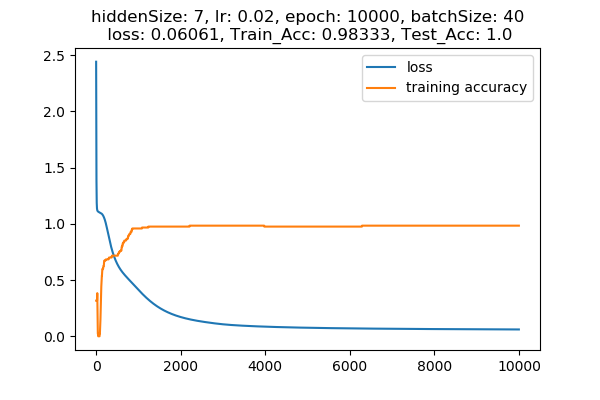 hiddenSize: 7, lr: 0.02, epoch: 10000, batchSize: 40
loss: 0.06061, Train_Acc: 0.98333, Test_Acc: 1.0
loss
training accuracy
2.5
2.0
1.5
1.0
0.5
0.0
0 2000 4000 6000 8000 10000